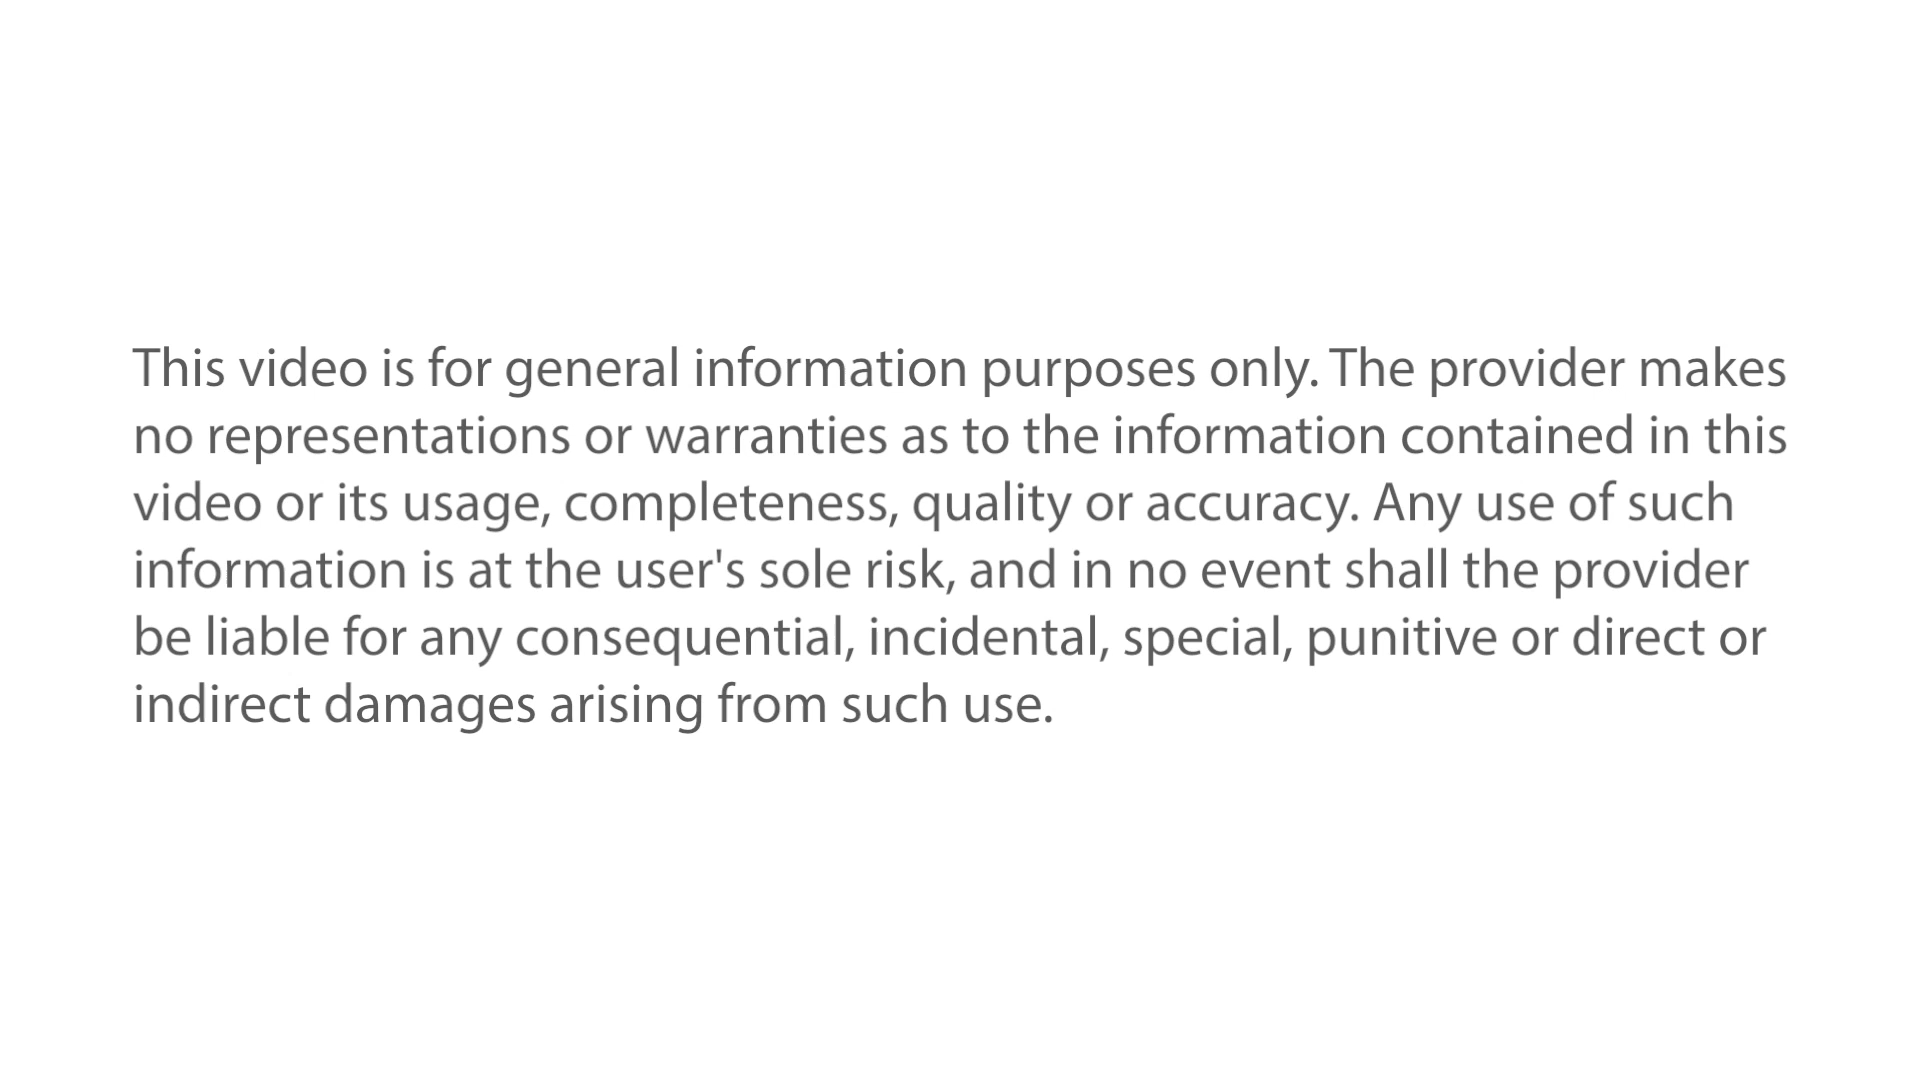 This video is for general information purposes only. The provider makes
no representations or warranties as to the information contained in this
video or its usage, completeness, quality or accuracy. Any use of such
information is at the user's sole risk, and in no event shall the provider
be liable for any consequential, incidental, special, punitive or direct or
indirect damages arising from such use.